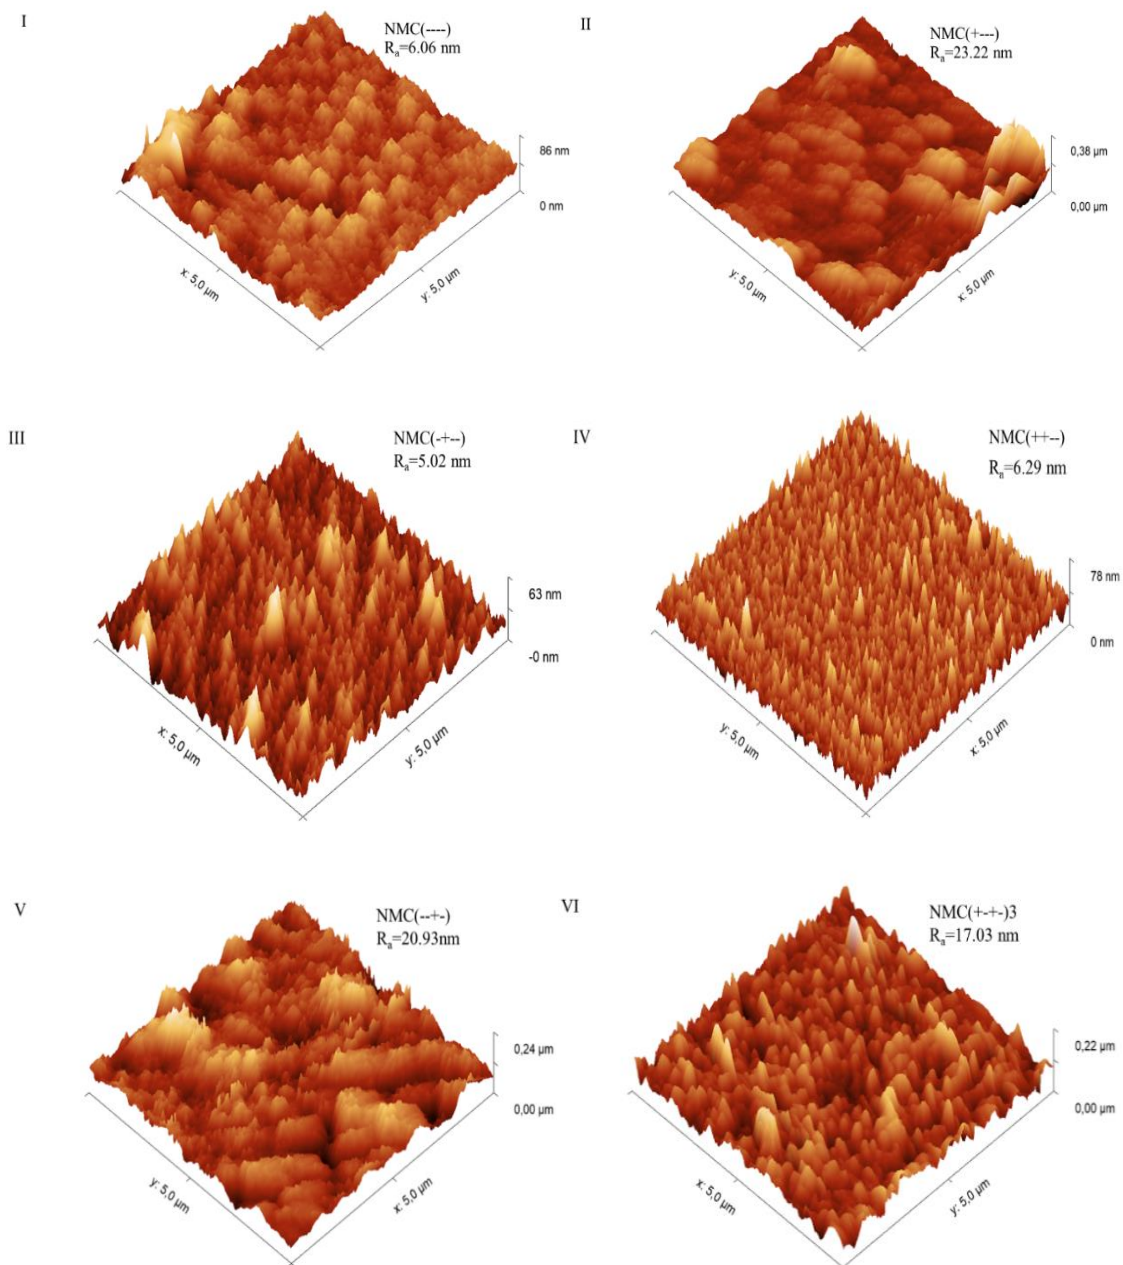 I
NMC(----)
Ra=6.06 nm
86 nm
0 nm
x: 5,0 µm
y: 5,0 µm
II
NMC(+---)
Ra=23.22 nm
0,38 µm
0,00 µm
y: 5,0 µm
x: 5,0 µm
III
NMC(-+--)
Ra=5.02 nm
63 nm
-0 nm
x: 5,0 µm
y: 5,0 µm
IV
NMC(++--)
Ra=6.29 nm
78 nm
0 nm
y: 5,0 µm
x: 5,0 µm
V
NMC(--+-)
Ra=20.93nm
0,24 µm
0,00 µm
y: 5,0 µm
x: 5,0 µm
VI
NMC(+-+-)3
Ra=17.03 nm
0,22 µm
0,00 µm
x: 5,0 µm
y: 5,0 µm